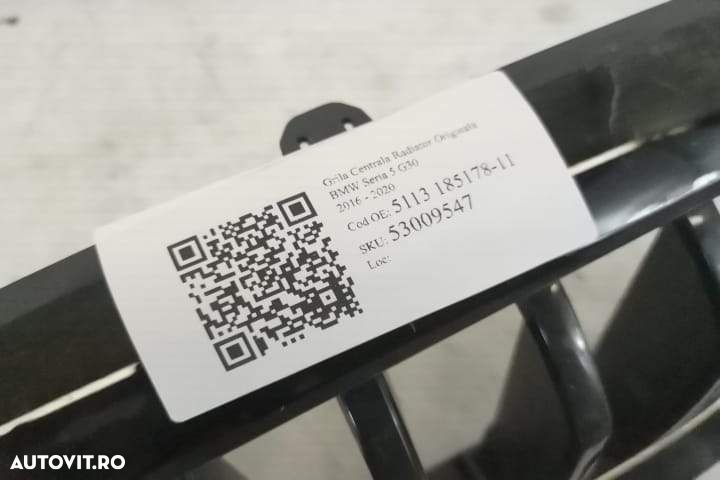 Grila Centrala Radiator Originala
BMW Seria 5 G30
2016 - 2020
Cod OE: 5113 185178-11
SKU: 53009547
Loc:
AUTOVIT.RO